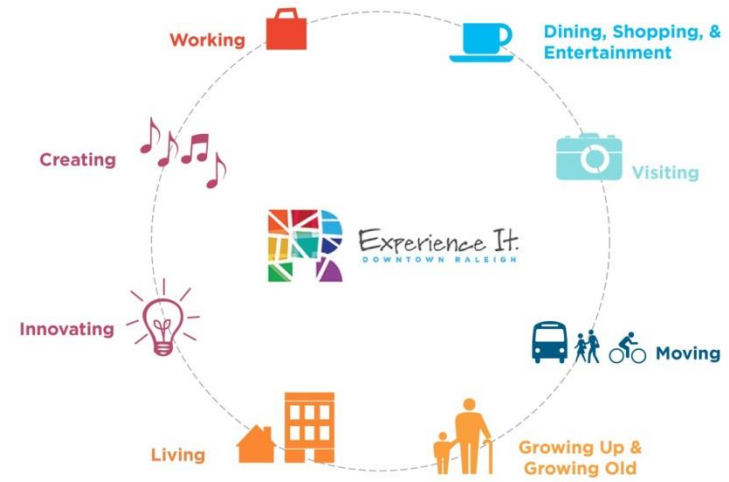 Working
Dining, Shopping, &
Entertainment
Creating
Visiting
Experience It.
DOWNTOWN RALEIGH
Innovating
Moving
Living
Growing Up &
Growing Old